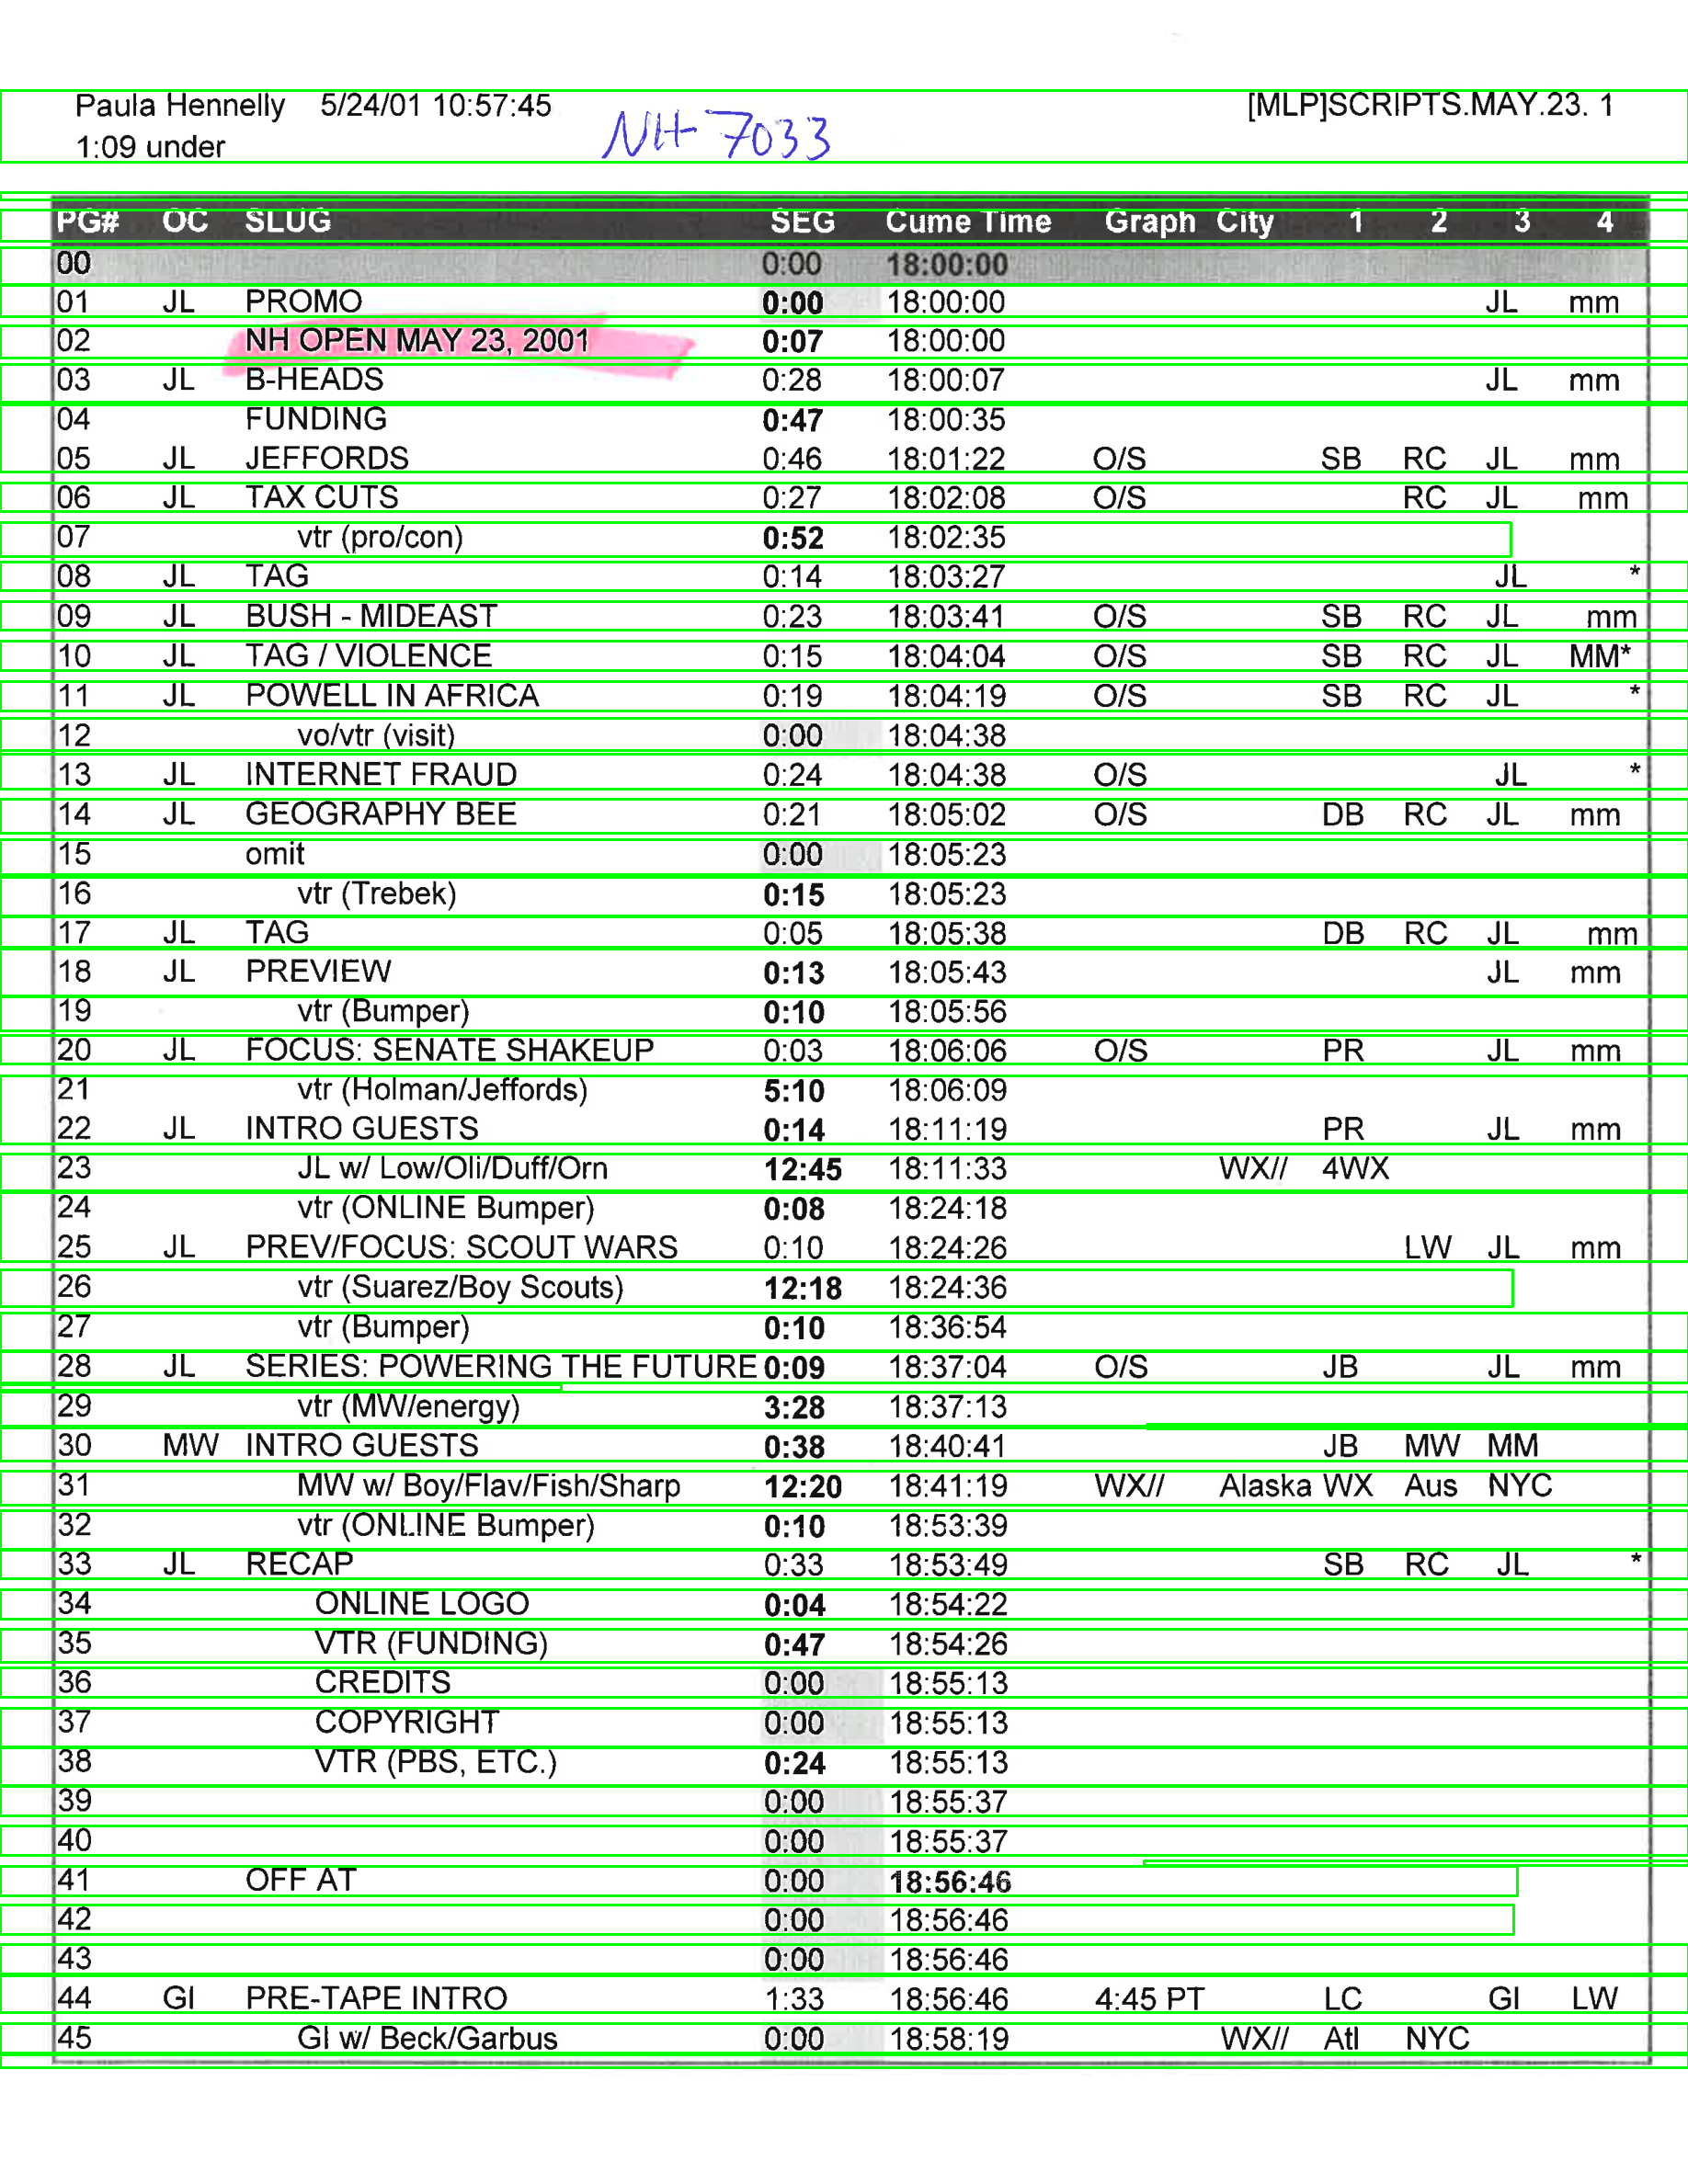 Paula Hennelly 5/24/01 10:57:45 [MLP]SCRIPTS.MAY.23. 1
1:09 under NH 7033
PG# OC SLUG SEG Cume Time Graph City 1 2 3 4
00 0:00 18:00:00
01 JL PROMO 0:00 18:00:00 JL mm
02 NH OPEN MAY 23, 2001 0:07 18:00:00
03 JL B-HEADS 0:28 18:00:07 JL mm
04 FUNDING 0:47 18:00:35
05 JL JEFFORDS 0:46 18:01:22 O/S SB RC JL mm
06 JL TAX CUTS 0:27 18:02:08 O/S RC JL mm
07 vtr (pro/con) 0:52 18:02:35
08 JL TAG 0:14 18:03:27 JL *
09 JL BUSH - MIDEAST 0:23 18:03:41 O/S SB RC JL mm
10 JL TAG / VIOLENCE 0:15 18:04:04 O/S SB RC JL MM*
11 JL POWELL IN AFRICA 0:19 18:04:19 O/S SB RC JL *
12 vo/vtr (visit) 0:00 18:04:38
13 JL INTERNET FRAUD 0:24 18:04:38 O/S JL *
14 JL GEOGRAPHY BEE 0:21 18:05:02 O/S DB RC JL mm
15 omit 0:00 18:05:23
16 vtr (Trebek) 0:15 18:05:23
17 JL TAG 0:05 18:05:38 DB RC JL mm
18 JL PREVIEW 0:13 18:05:43 JL mm
19 vtr (Bumper) 0:10 18:05:56
20 JL FOCUS: SENATE SHAKEUP 0:03 18:06:06 O/S PR JL mm
21 vtr (Holman/Jeffords) 5:10 18:06:09
22 JL INTRO GUESTS 0:14 18:11:19 PR JL mm
23 JL w/ Low/Oli/Duff/Orn 12:45 18:11:33 WX// 4WX
24 vtr (ONLINE Bumper) 0:08 18:24:18
25 JL PREV/FOCUS: SCOUT WARS 0:10 18:24:26 LW JL mm
26 vtr (Suarez/Boy Scouts) 12:18 18:24:36
27 vtr (Bumper) 0:10 18:36:54
28 JL SERIES: POWERING THE FUTURE 0:09 18:37:04 O/S JB JL mm
29 vtr (MW/energy) 3:28 18:37:13
30 MW INTRO GUESTS 0:38 18:40:41 JB MW MM
31 MW w/ Boy/Flav/Fish/Sharp 12:20 18:41:19 WX// Alaska WX Aus NYC
32 vtr (ONLINE Bumper) 0:10 18:53:39
33 JL RECAP 0:33 18:53:49 SB RC JL *
34 ONLINE LOGO 0:04 18:54:22
35 VTR (FUNDING) 0:47 18:54:26
36 CREDITS 0:00 18:55:13
37 COPYRIGHT 0:00 18:55:13
38 VTR (PBS, ETC.) 0:24 18:55:13
39 0:00 18:55:37
40 0:00 18:55:37
41 OFF AT 0:00 18:56:46
42 0:00 18:56:46
43 0:00 18:56:46
44 GI PRE-TAPE INTRO 1:33 18:56:46 4:45 PT LC GI LW
45 GI w/ Beck/Garbus 0:00 18:58:19 WX// Atl NYC